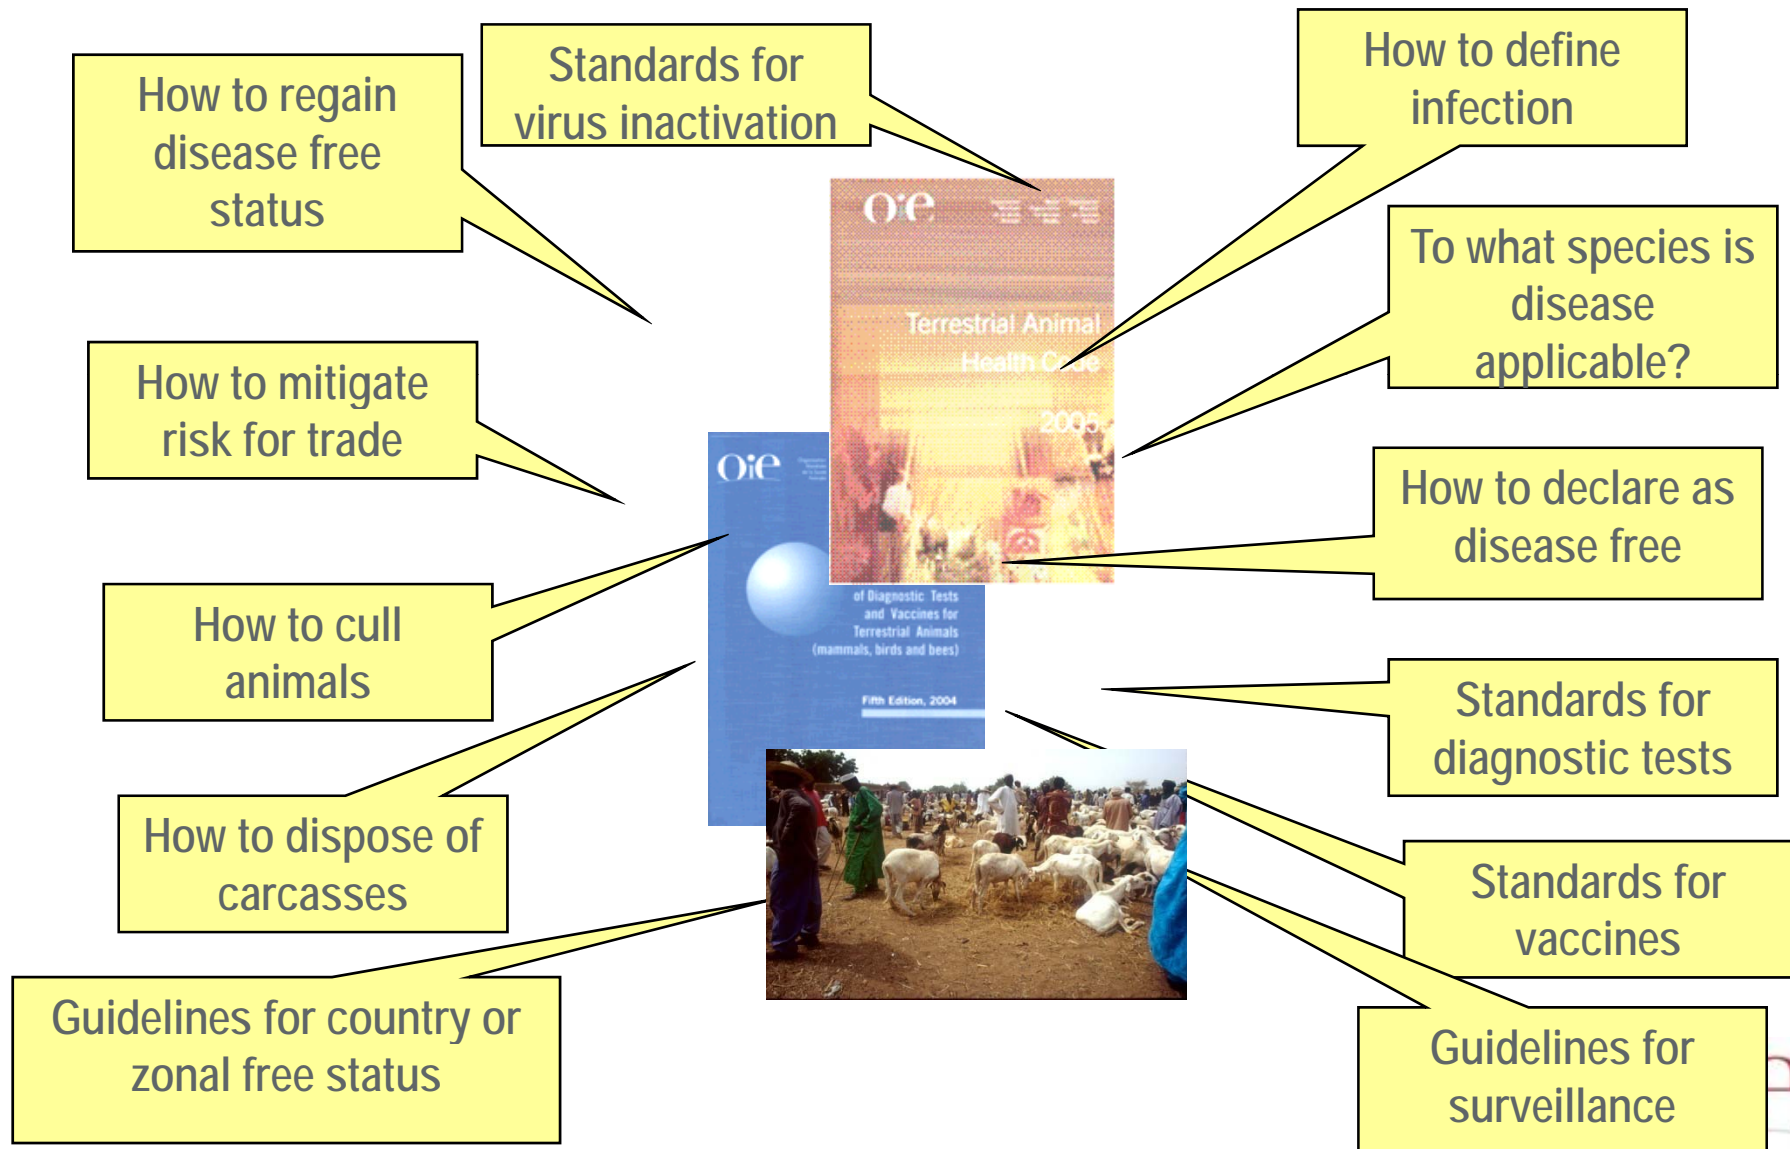 How to regain
disease free
status
Standards for
virus inactivation
How to define
infection
To what species is
disease
applicable?
How to mitigate
risk for trade
How to declare as
disease free
How to cull
animals
Standards for
diagnostic tests
How to dispose of
carcasses
Standards for
vaccines
Guidelines for country or
zonal free status
Guidelines for
surveillance
Oie
Terrestrial Animal
Health Code
2005
Oie
of Diagnostic Tests
and Vaccines for
Terrestrial Animals
(mammals, birds and bees)
Fifth Edition, 2004